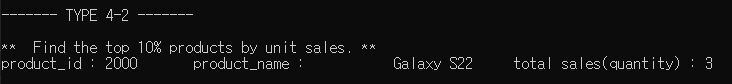 ------- TYPE 4-2 -------
** Find the top 10% products by unit sales. **
product_id : 2000 product_name : Galaxy S22 total sales(quantity) : 3